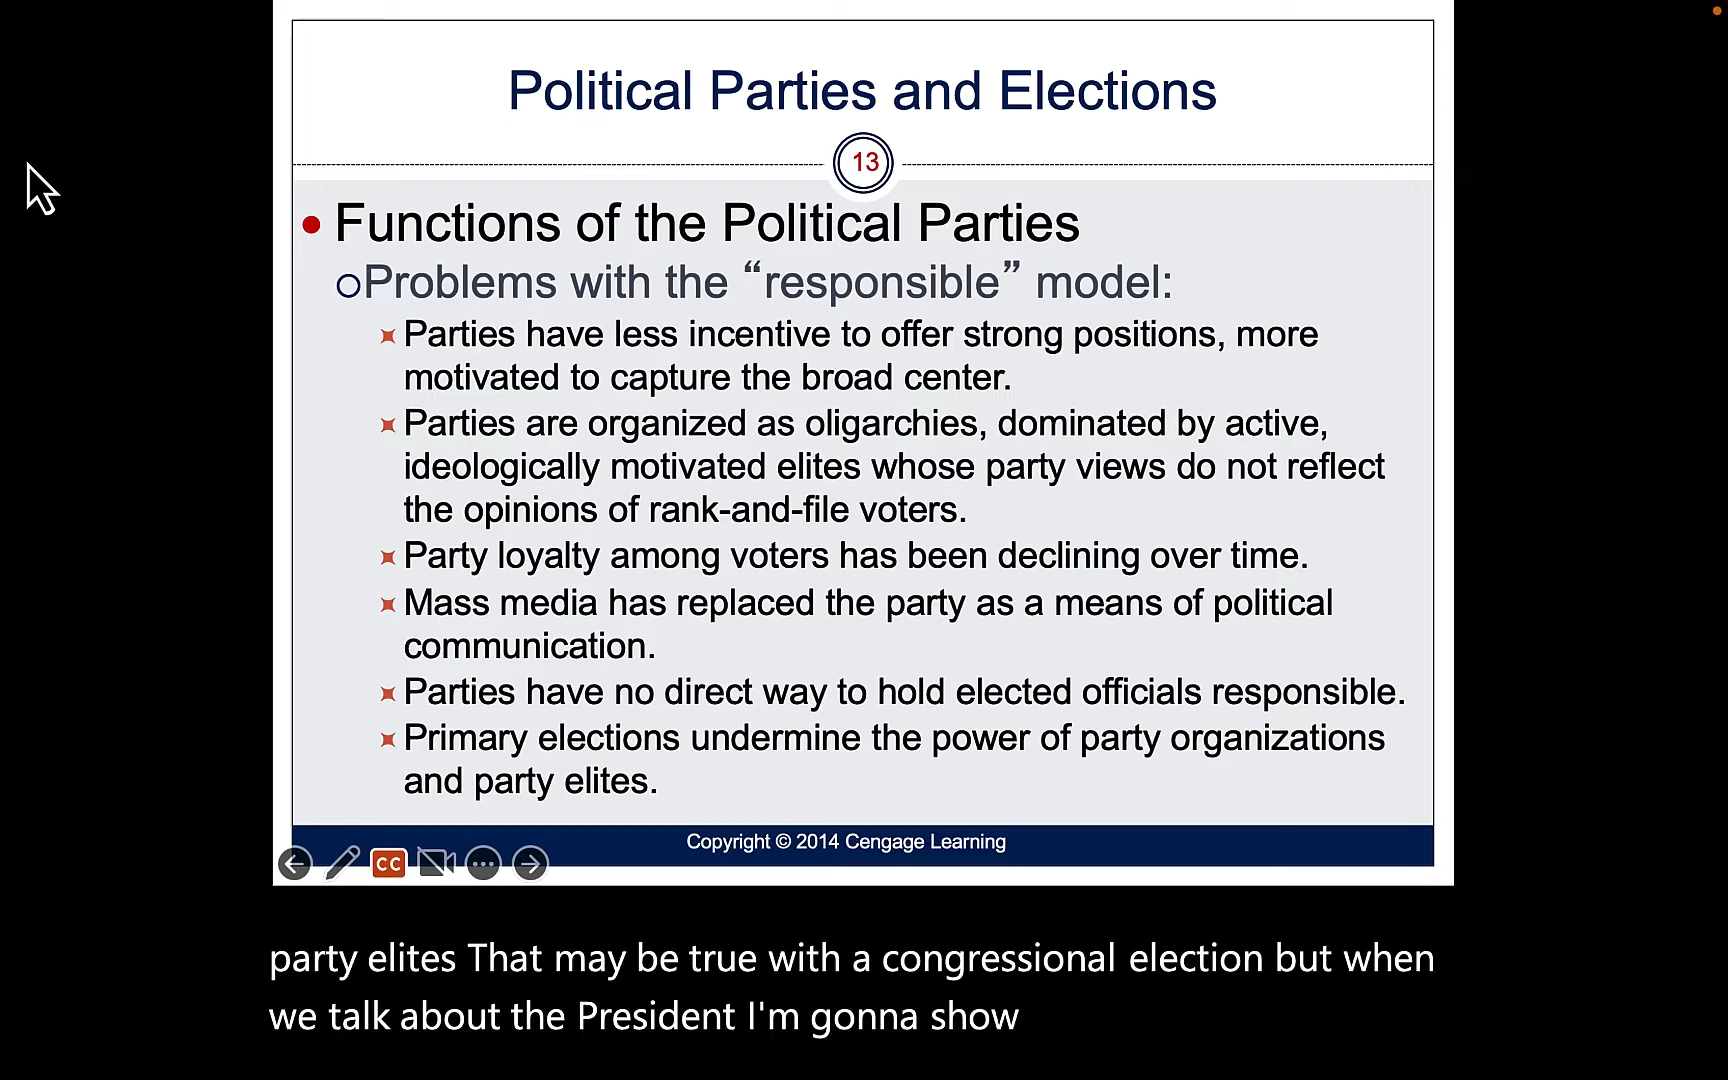 Political Parties and Elections
13
Functions of the Political Parties
Problems with the “responsible” model:
Parties have less incentive to offer strong positions, more
motivated to capture the broad center.
Parties are organized as oligarchies, dominated by active,
ideologically motivated elites whose party views do not reflect
the opinions of rank-and-file voters.
Party loyalty among voters has been declining over time.
Mass media has replaced the party as a means of political
communication.
Parties have no direct way to hold elected officials responsible.
Primary elections undermine the power of party organizations
and party elites.
Copyright © 2014 Cengage Learning
CC
party elites That may be true with a congressional election but when
we talk about the President I'm gonna show